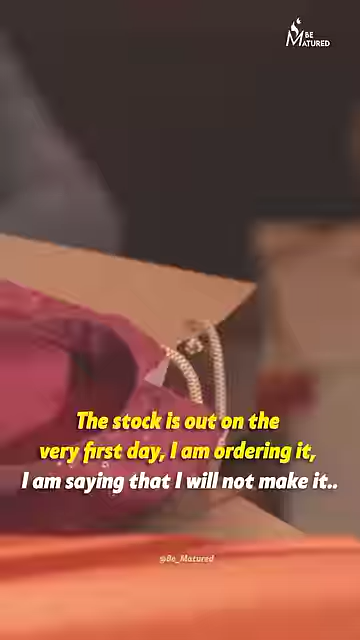 BE
MATURED
The stock is out on the
very first day, I am ordering it,
I am saying that I will not make it..
@Be_Matured